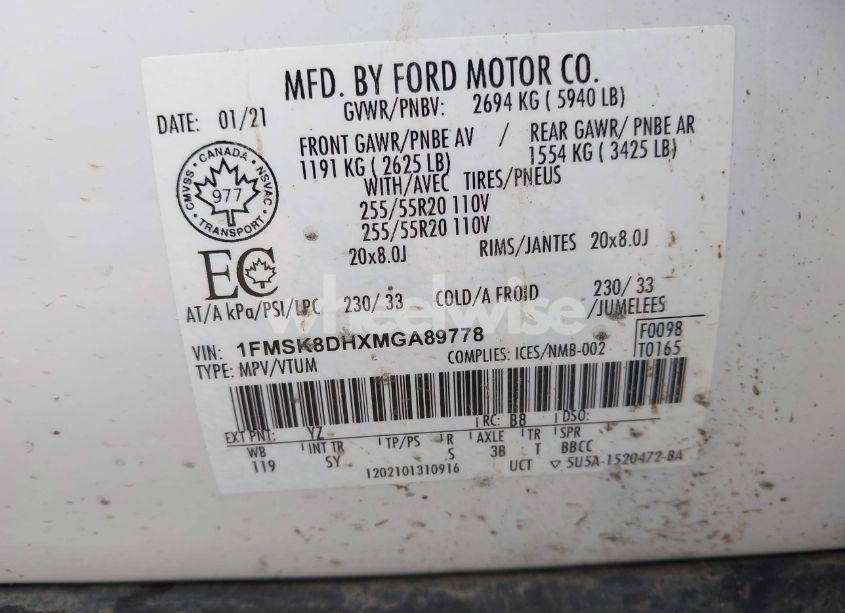 MFD. BY FORD MOTOR CO.
DATE: 01/21
GVWR/PNBV: 2694 KG ( 5940 LB)
FRONT GAWR/PNBE AV / REAR GAWR/ PNBE AR
1191 KG ( 2625 LB) 1554 KG ( 3425 LB)
WITH/AVEC TIRES/PNEUS
255/55R20 110V
255/55R20 110V
20x8.0J RIMS/JANTES 20x8.0J
CANADA
CMVSS NSVAC
977
TRANSPORT
EC
AT/A kPa/PSI/LPC 230/ 33 COLD/A FROID 230/ 33
/JUMELEES
wheelwise
VIN: 1FMSK8DHXMGA89778
F0098
TYPE: MPV/VTUM COMPLIES: ICES/NMB-002 T0165
EXT PNT: YZ RC: B8 DSO:
WB INT TR TP/PS R AXLE TR SPR
119 SY S 3B T BBCC
1202101310916 UCT 5U5A-1520472-BA